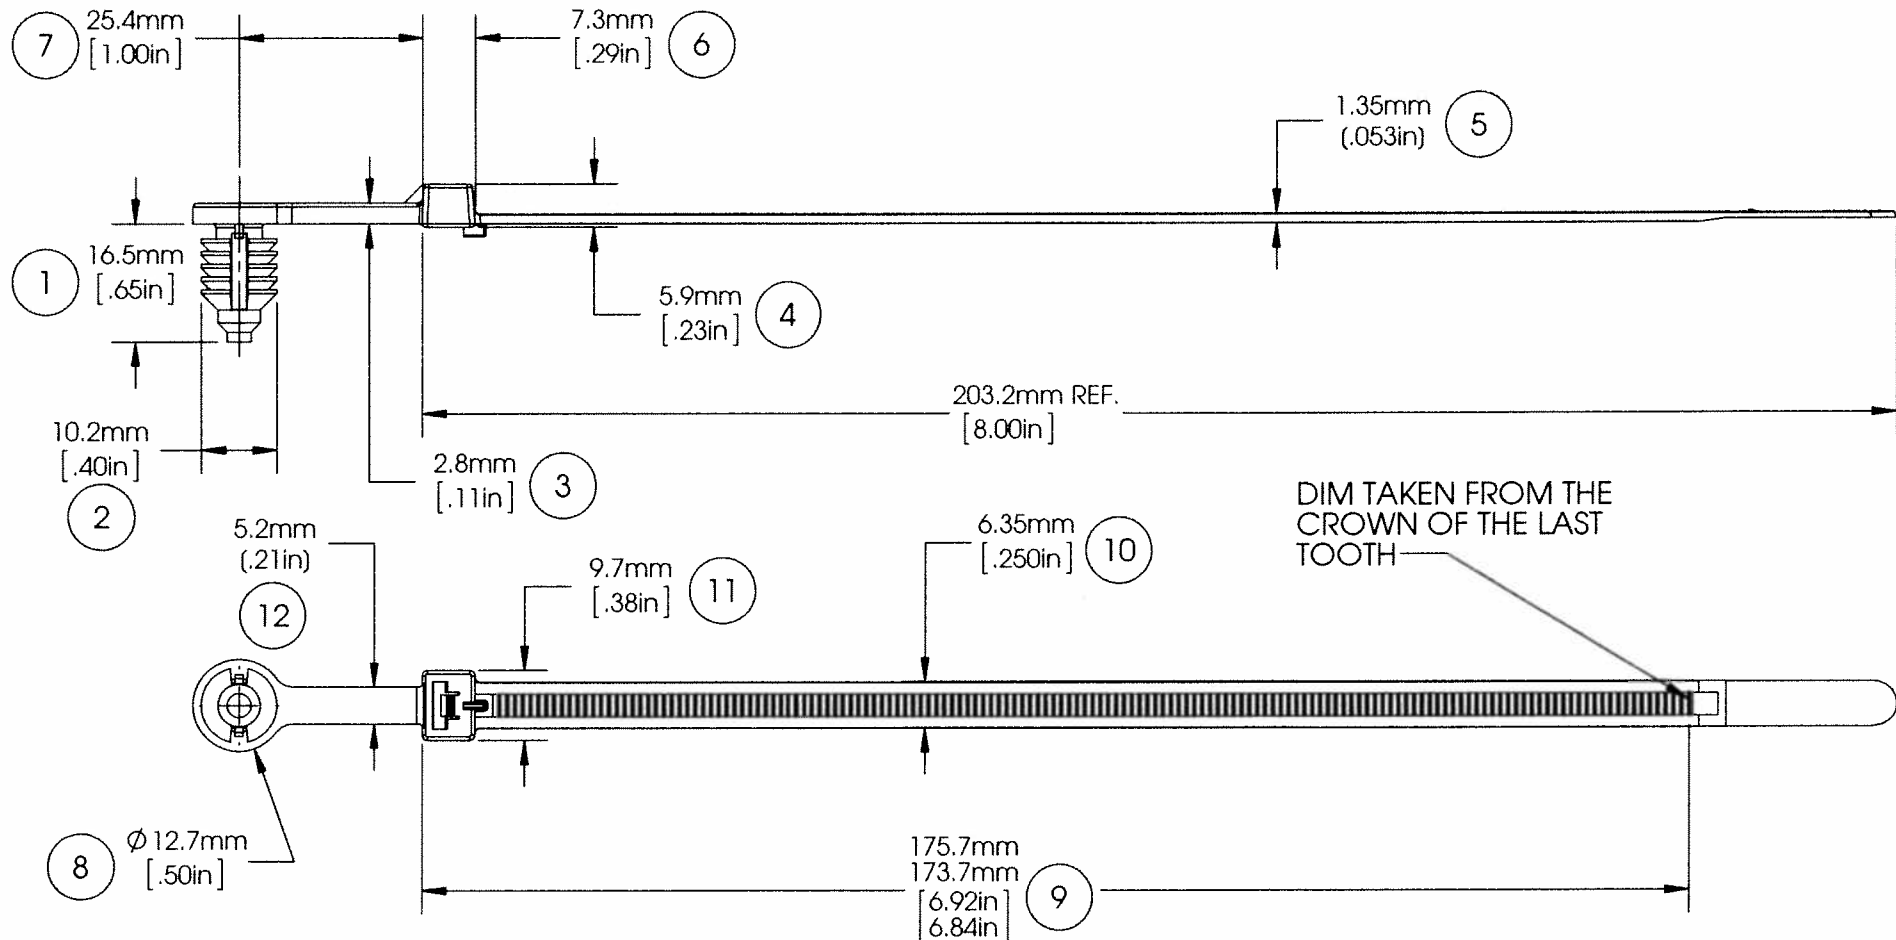 7
25.4mm
[1.00in]
7.3mm
[.29in]
6
1.35mm
(.053in)
5
1
16.5mm
[.65in]
5.9mm
[.23in]
4
203.2mm REF.
[8.00in]
10.2mm
[.40in]
2
2.8mm
[.11in]
3
DIM TAKEN FROM THE
CROWN OF THE LAST
TOOTH
5.2mm
(.21in)
12
9.7mm
[.38in]
11
6.35mm
[.250in]
10
8
Ø12.7mm
[.50in]
175.7mm
173.7mm
[6.92in]
[6.84in]
9